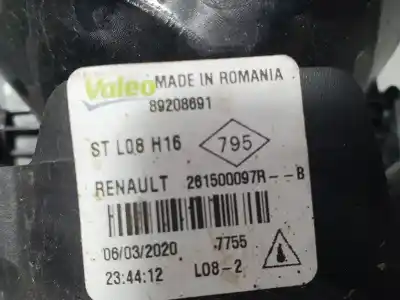 Valeo MADE IN ROMANIA
89208691
ST L08 H16 795
RENAULT 261500097R--B
06/03/2020 7755
23:44:12 L08-2